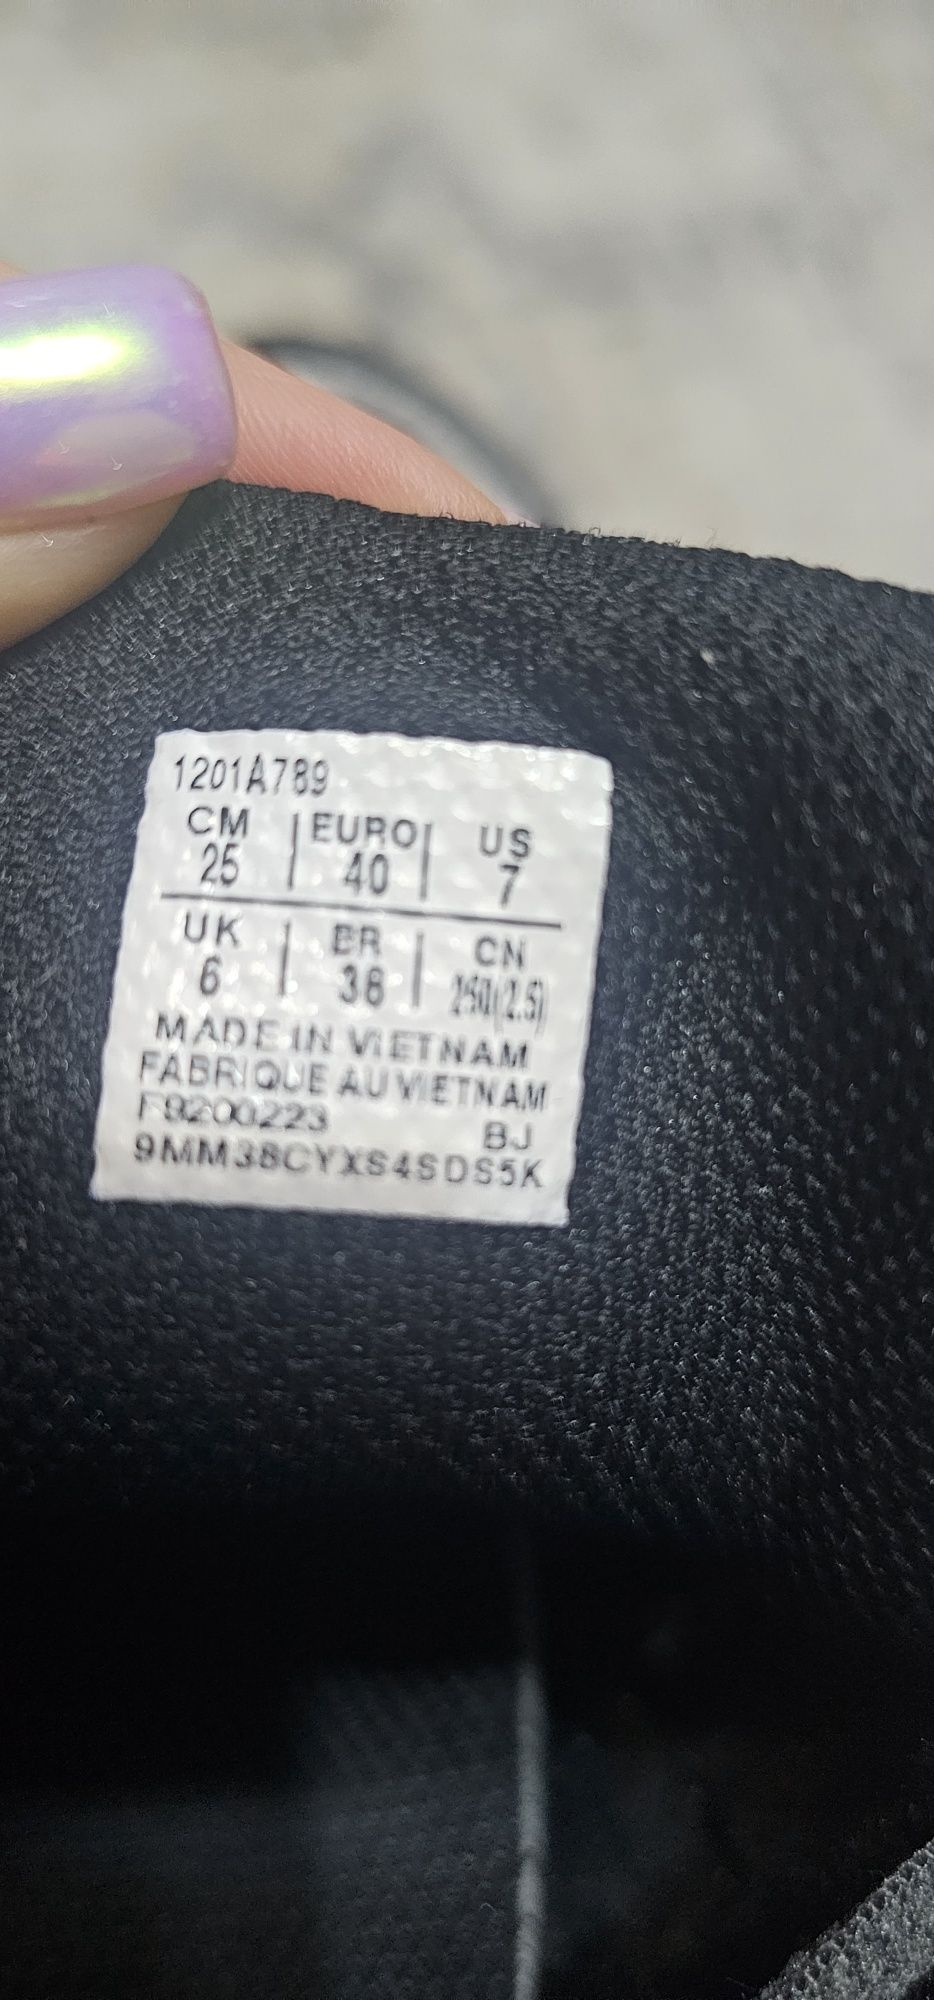 1201A789
CM | EURO | US
25 | 40 | 7
UK | BR | CN
6 | 38 | 250(2.5)
MADE IN VIETNAM
FABRIQUE AU VIETNAM
F9200223 BJ
9MM38CYXS4SDS5K